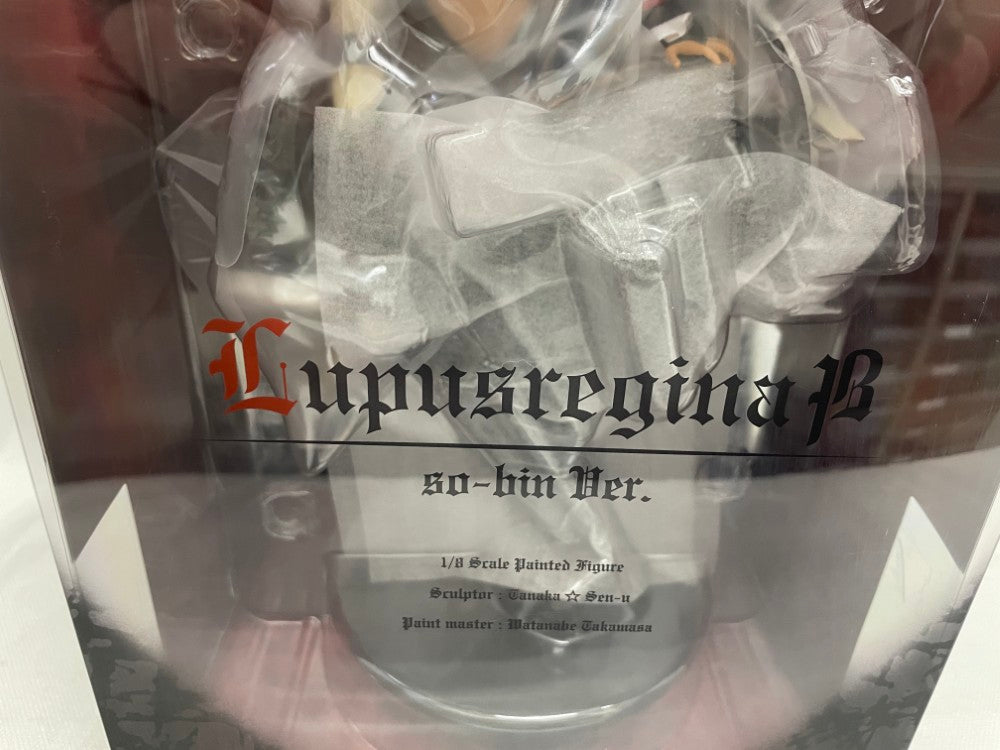 Lupusregina β
so-bin Ver.
1/8 Scale Painted Figure
Sculptor : Tanaka ☆ Sen-u
Paint master : Watanabe Takamasa